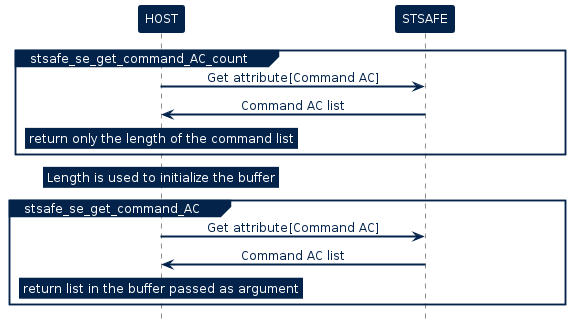 HOST
STSAFE
stsafe_se_get_command_AC_count
Get attribute[Command AC]
Command AC list
return only the length of the command list
Length is used to initialize the buffer
stsafe_se_get_command_AC
Get attribute[Command AC]
Command AC list
return list in the buffer passed as argument